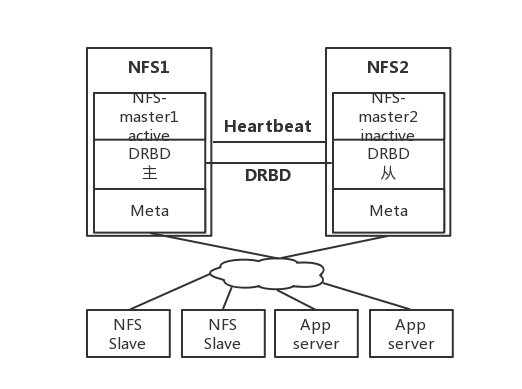 NFS1
NFS2
NFS-
master1
active
NFS-
master2
inactive
Heartbeat
DRBD
主
DRBD
DRBD
从
Meta
Meta
NFS
Slave
NFS
Slave
App
server
App
server